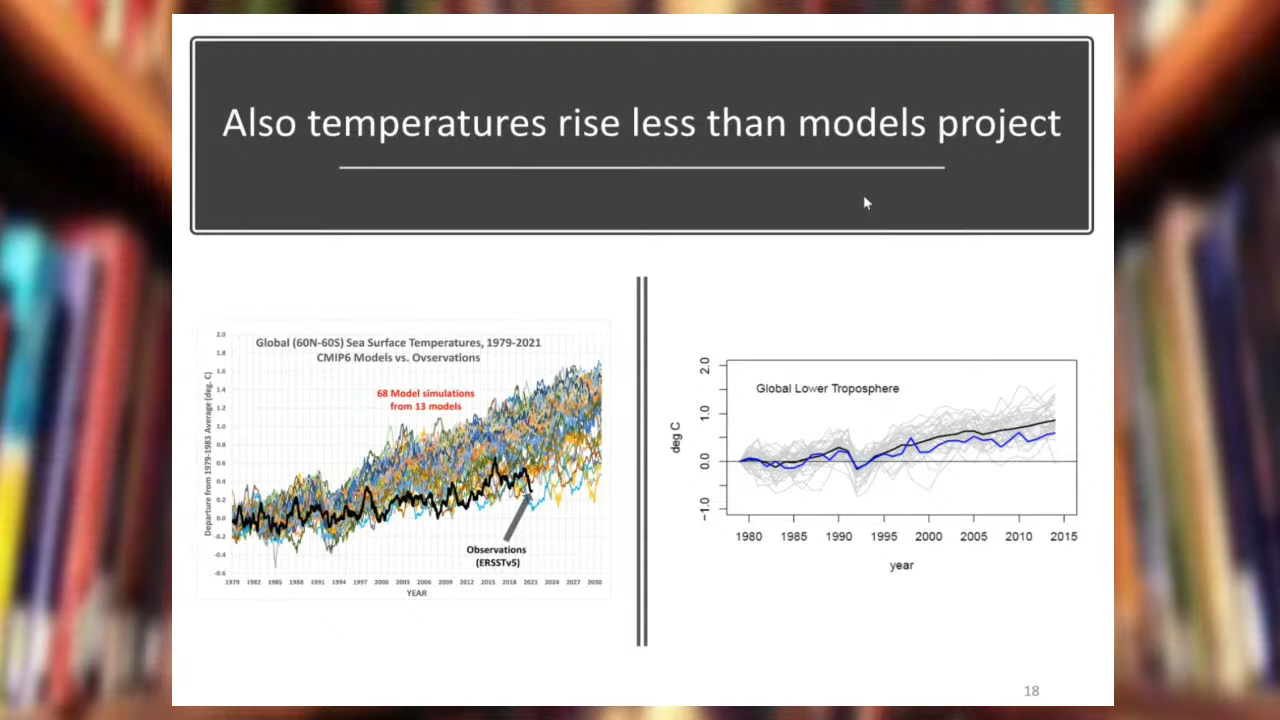 Also temperatures rise less than models project
Global (60N-60S) Sea Surface Temperatures, 1979-2021
CMIP6 Models vs. Ovservations
68 Model simulations
from 13 models
Departure from 1979-1983 Average (deg. C)
2.0
1.8
1.6
1.4
1.2
1.0
0.8
0.6
0.4
0.2
0.0
-0.2
-0.4
-0.6
Observations
(ERSSTv5)
1979 1982 1985 1988 1991 1994 1997 2000 2003 2006 2009 2012 2015 2018 2021 2024 2027 2030
YEAR
Global Lower Troposphere
deg C
2.0
1.0
0.0
-1.0
1980 1985 1990 1995 2000 2005 2010 2015
year
18